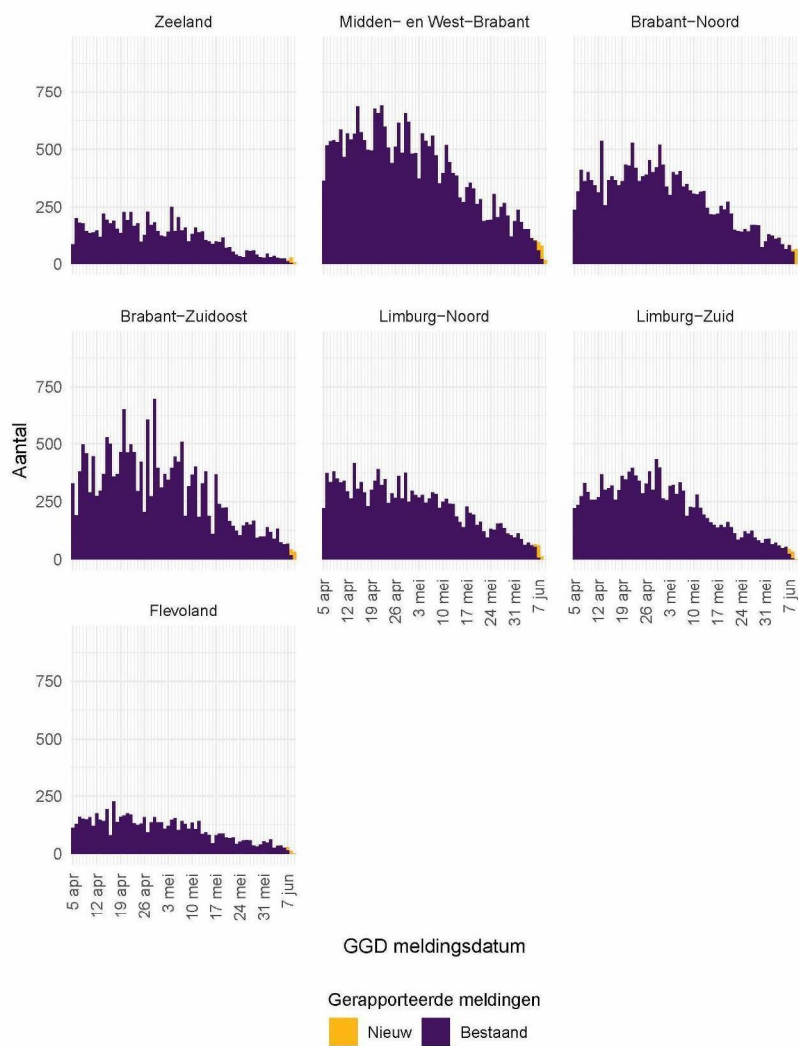 Zeeland
Midden- en West-Brabant
Brabant-Noord
750
500
250
0
Brabant-Zuidoost
Limburg-Noord
Limburg-Zuid
750
500
250
0
Aantal
5 apr
12 apr
19 apr
26 apr
3 mei
10 mei
17 mei
24 mei
31 mei
7 jun
5 apr
12 apr
19 apr
26 apr
3 mei
10 mei
17 mei
24 mei
31 mei
7 jun
Flevoland
750
500
250
0
5 apr
12 apr
19 apr
26 apr
3 mei
10 mei
17 mei
24 mei
31 mei
7 jun
GGD meldingsdatum
Gerapporteerde meldingen
Nieuw
Bestaand